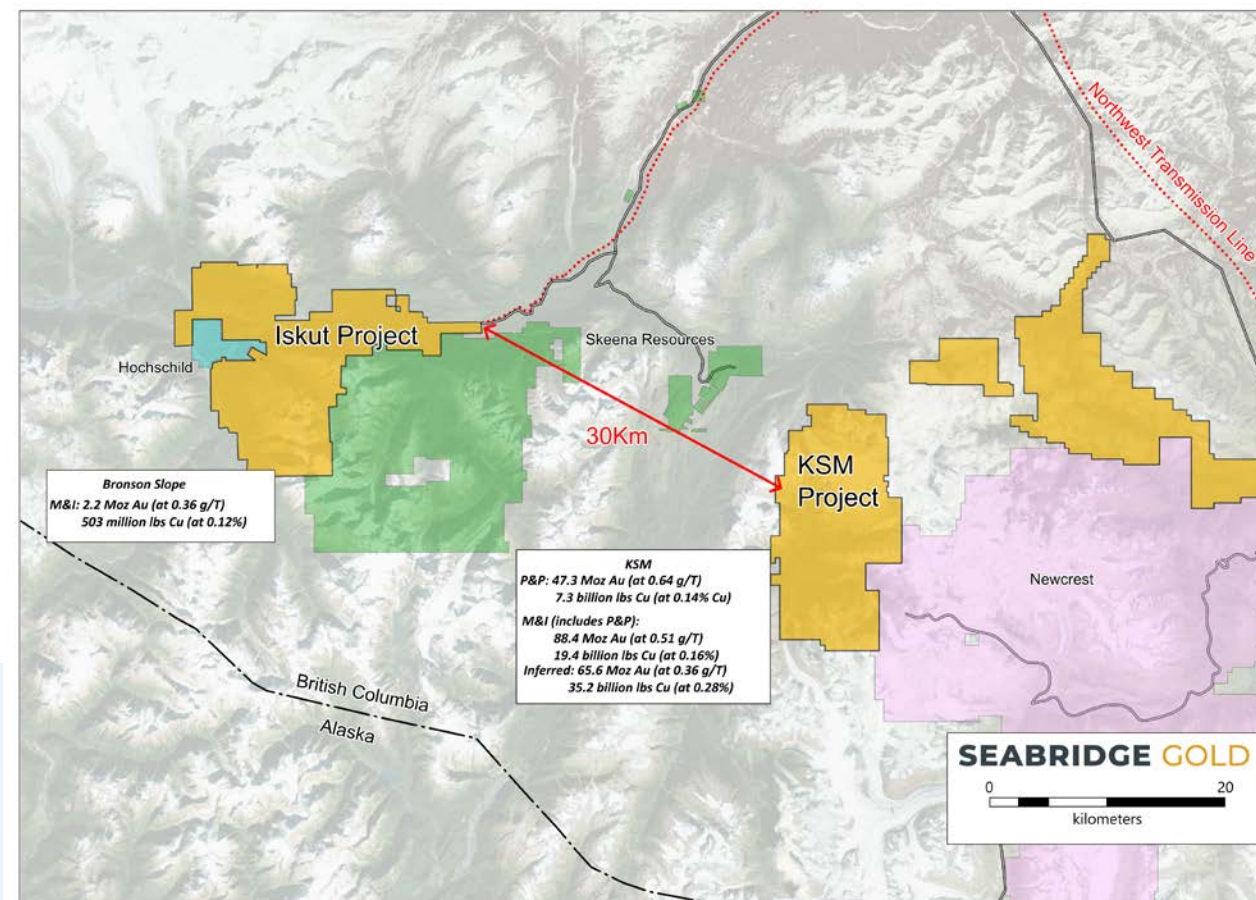 Northwest Transmission Line
Iskut Project
Hochschild
Skeena Resources
30Km
KSM
Project
Bronson Slope
M&I: 2.2 Moz Au (at 0.36 g/T)
503 million lbs Cu (at 0.12%)
KSM
P&P: 47.3 Moz Au (at 0.64 g/T)
7.3 billion lbs Cu (at 0.14% Cu)
M&I (includes P&P):
88.4 Moz Au (at 0.51 g/T)
19.4 billion lbs Cu (at 0.16%)
Inferred: 65.6 Moz Au (at 0.36 g/T)
35.2 billion lbs Cu (at 0.28%)
Newcrest
British Columbia
Alaska
SEABRIDGE GOLD
0 20
kilometers